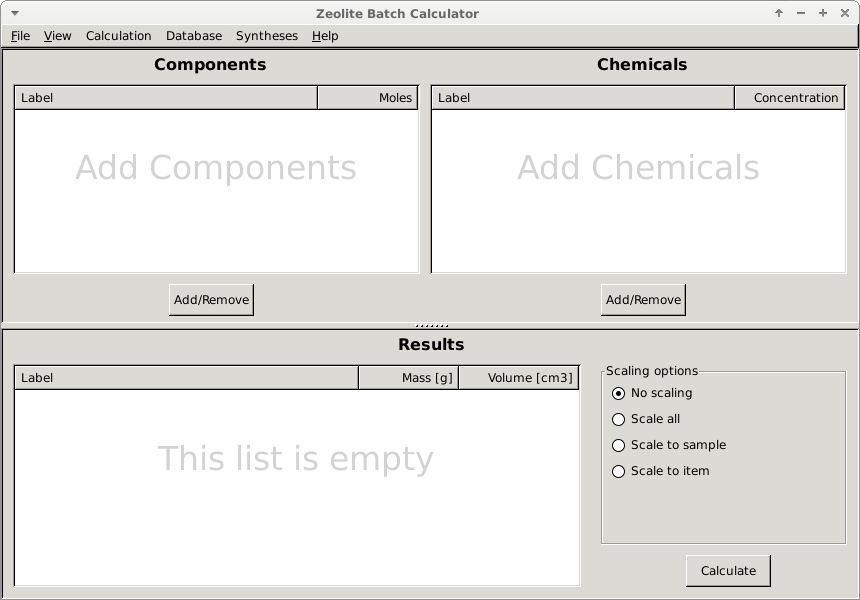 Zeolite Batch Calculator
File View Calculation Database Syntheses Help
Components
Label Moles
Add Components
Add/Remove
Chemicals
Label Concentration
Add Chemicals
Add/Remove
Results
Label Mass [g] Volume [cm3]
This list is empty
Scaling options
No scaling
Scale all
Scale to sample
Scale to item
Calculate